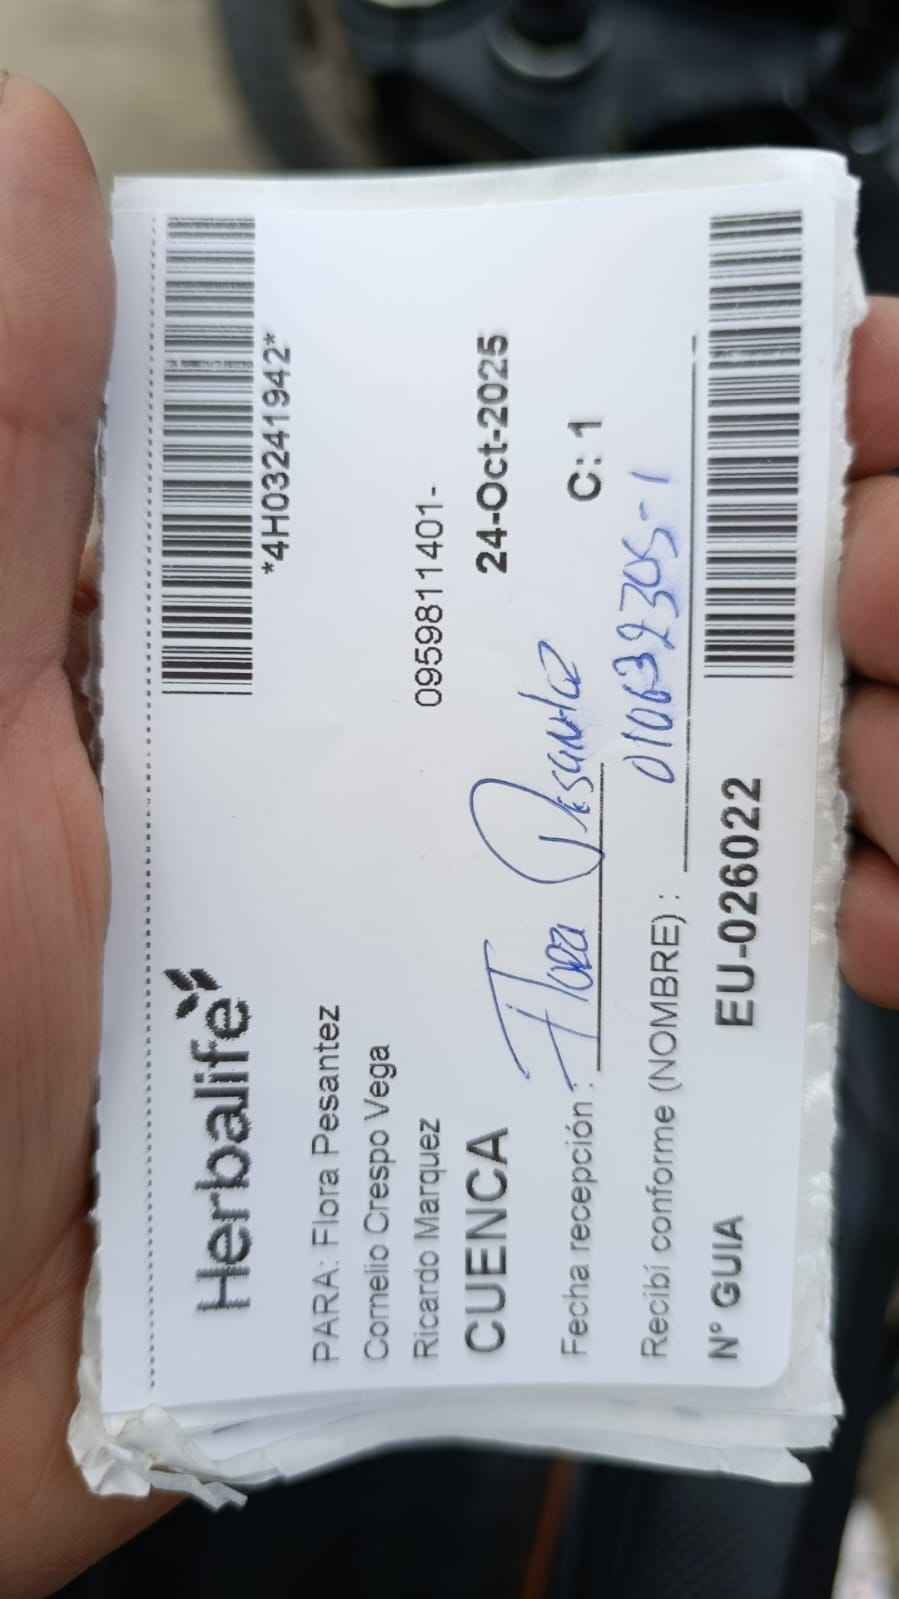 Herbalife
*4H03241942*
PARA: Flora Pesantez
Cornelio Crespo Vega
Ricardo Marquez 0959811401-
CUENCA 24-Oct-2025
Flora Pesantez
Fecha recepción : C: 1
010639230S-1
Recibí conforme (NOMBRE) :
N° GUIA EU-026022